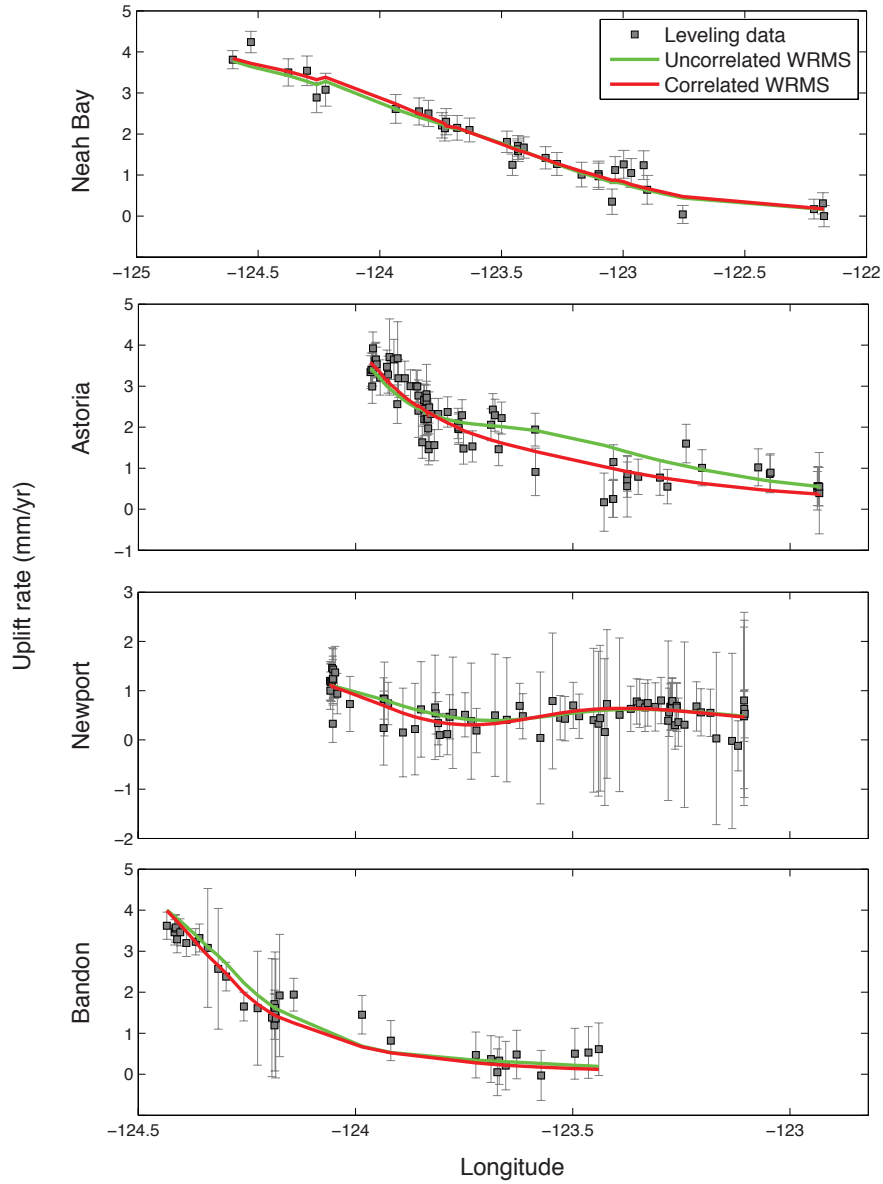 5
4
3
2
1
0
Neah Bay
Leveling data
Uncorrelated WRMS
Correlated WRMS
−125 −124.5 −124 −123.5 −123 −122.5 −122
5
4
3
2
1
0
−1
Astoria
Uplift rate (mm/yr)
3
2
1
0
−1
−2
Newport
5
4
3
2
1
0
Bandon
−124.5 −124 −123.5 −123
Longitude